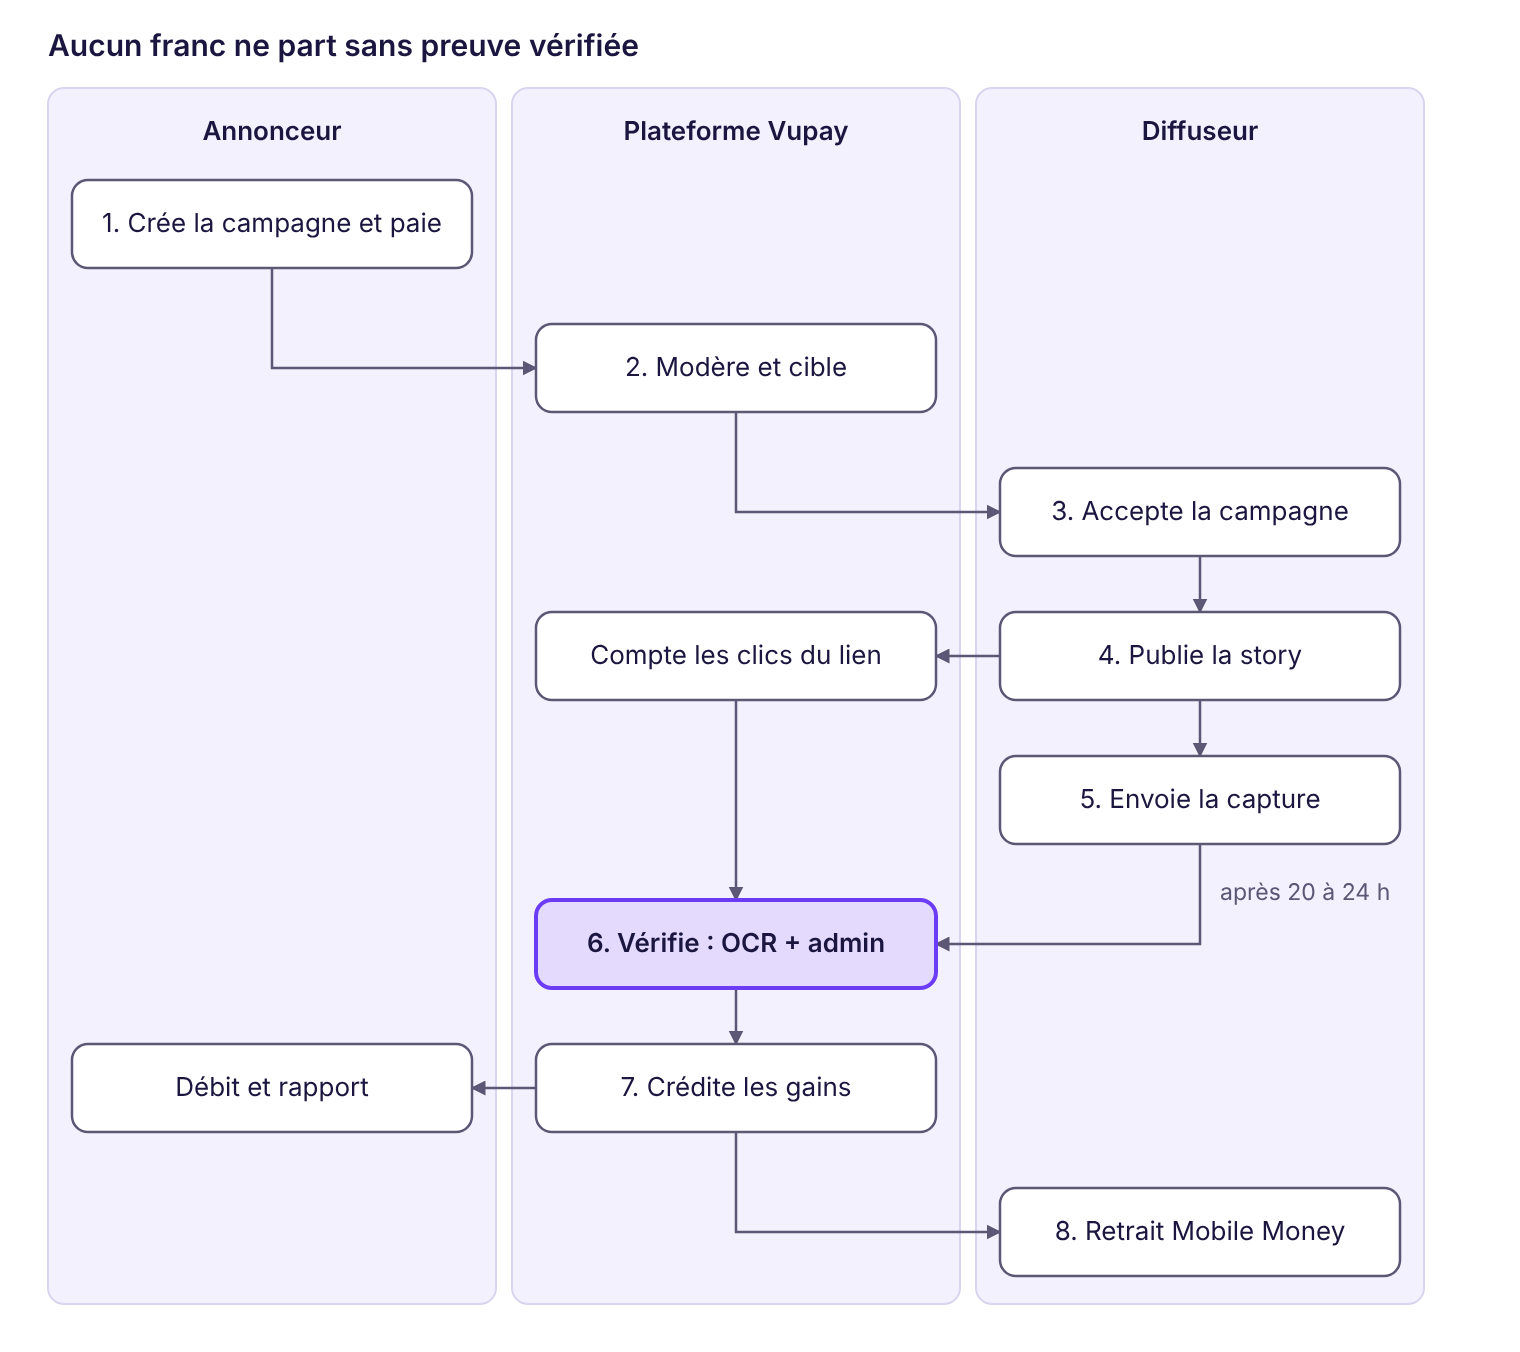 Aucun franc ne part sans preuve vérifiée
Annonceur
Plateforme Vupay
Diffuseur
1. Crée la campagne et paie
2. Modère et cible
3. Accepte la campagne
Compte les clics du lien
4. Publie la story
5. Envoie la capture
après 20 à 24 h
6. Vérifie : OCR + admin
Débit et rapport
7. Crédite les gains
8. Retrait Mobile Money